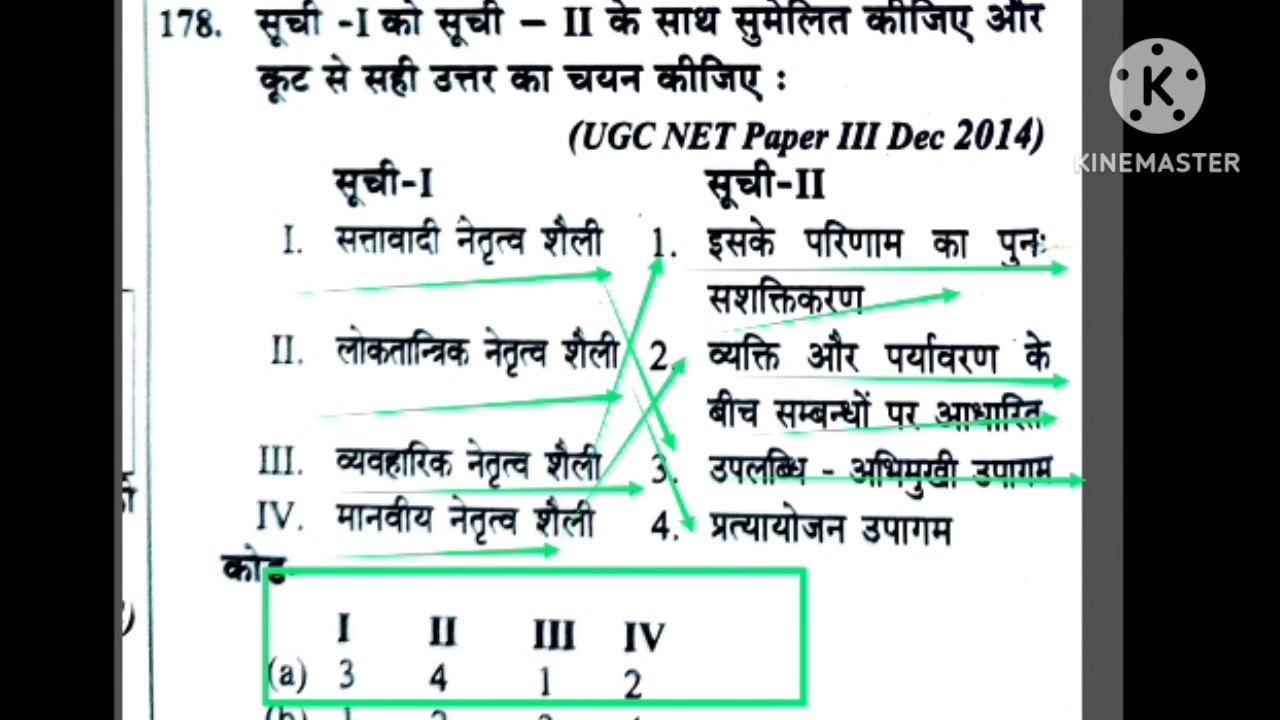 178. सूची -I को सूची – II के साथ सुमेलित कीजिए और
कूट से सही उत्तर का चयन कीजिए :
(UGC NET Paper III Dec 2014)
सूची-I सूची-II
I. सत्तावादी नेतृत्व शैली 1. इसके परिणाम का पुनः
सशक्तिकरण
II. लोकतान्त्रिक नेतृत्व शैली 2. व्यक्ति और पर्यावरण के
बीच सम्बन्धों पर आधारित
III. व्यवहारिक नेतृत्व शैली 3. उपलब्धि - अभिमुखी उपागम
IV. मानवीय नेतृत्व शैली 4. प्रत्यायोजन उपागम
कोड
I II III IV
(a) 3 4 1 2
K
KINEMASTER